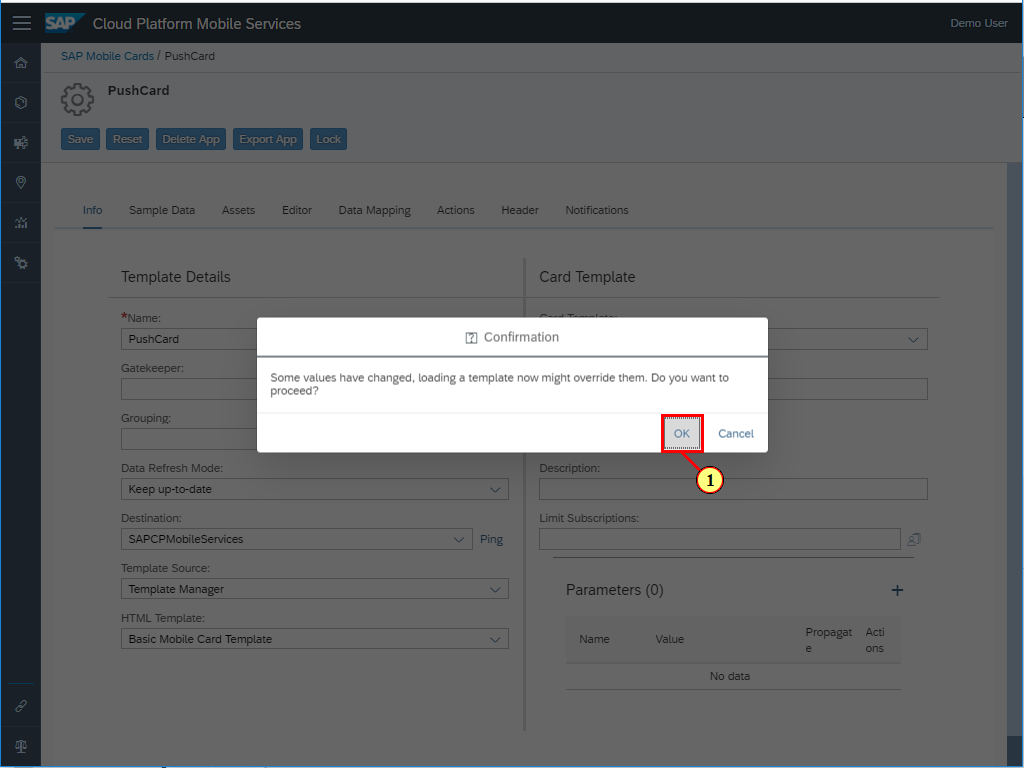 SAP Cloud Platform Mobile Services Demo User
SAP Mobile Cards / PushCard
PushCard
Save Reset Delete App Export App Lock
Info Sample Data Assets Editor Data Mapping Actions Header Notifications
Template Details
*Name:
PushCard
Gatekeeper:
Grouping:
Data Refresh Mode:
Keep up-to-date
Destination:
SAPCPMobileServices Ping
Template Source:
Template Manager
HTML Template:
Basic Mobile Card Template
Card Template
Card Template:
Confirmation
Some values have changed, loading a template now might override them. Do you want to
proceed?
OK Cancel
1
Description:
Limit Subscriptions:
Parameters (0)
Name Value Propagat Acti
e ons
No data